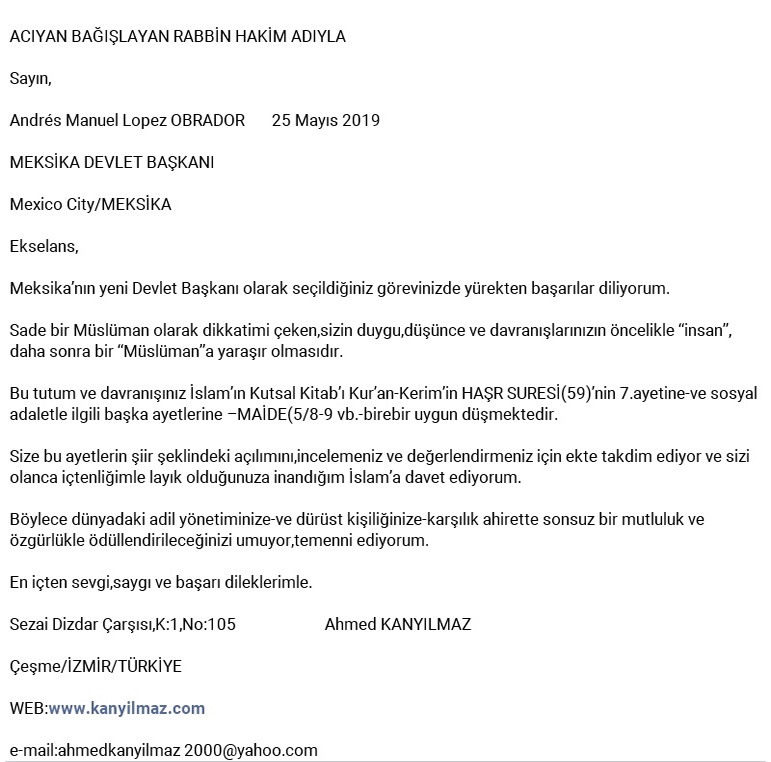 ACIYAN BAĞIŞLAYAN RABBİN HAKİM ADIYLA
Sayın,
Andrés Manuel Lopez OBRADOR 25 Mayıs 2019
MEKSİKA DEVLET BAŞKANI
Mexico City/MEKSİKA
Ekselans,
Meksika’nın yeni Devlet Başkanı olarak seçildiğiniz görevinizde yürekten başarılar diliyorum.
Sade bir Müslüman olarak dikkatimi çeken,sizin duygu,düşünce ve davranışlarınızın öncelikle “insan”,
daha sonra bir “Müslüman”a yaraşır olmasıdır.
Bu tutum ve davranışınız İslam’ın Kutsal Kitab’ı Kur’an-Kerim’in HAŞR SURESİ(59)’nin 7.ayetine-ve sosyal
adaletle ilgili başka ayetlerine –MAİDE(5/8-9 vb.-birebir uygun düşmektedir.
Size bu ayetlerin şiir şeklindeki açılımını,incelemeniz ve değerlendirmeniz için ekte takdim ediyor ve sizi
olanca içtenliğimle layık olduğunuza inandığım İslam’a davet ediyorum.
Böylece dünyadaki adil yönetiminize-ve dürüst kişiliğinize-karşılık ahirette sonsuz bir mutluluk ve
özgürlükle ödüllendirileceğinizi umuyor,temenni ediyorum.
En içten sevgi,saygı ve başarı dileklerimle.
Sezai Dizdar Çarşısı,K:1,No:105 Ahmed KANYILMAZ
Çeşme/İZMİR/TÜRKİYE
WEB:www.kanyilmaz.com
e-mail:ahmedkanyilmaz 2000@yahoo.com